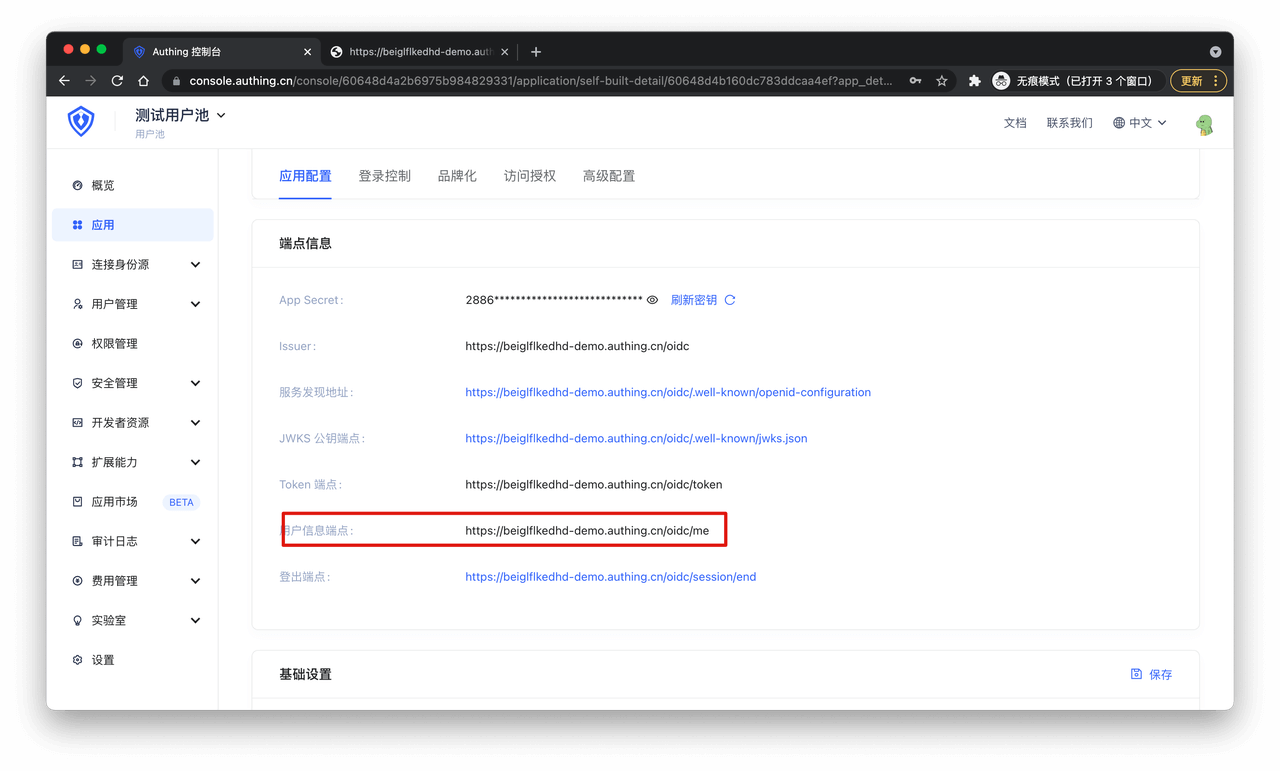 Authing 控制台
https://beiglflkedhd-demo.auth
console.authing.cn/console/60648d4a2b6975b984829331/application/self-built-detail/60648d4b160dc783ddcaa4ef?app_det...
无痕模式（已打开 3 个窗口）
更新
测试用户池
用户池
文档
联系我们
中文
概览
应用
连接身份源
用户管理
权限管理
安全管理
开发者资源
扩展能力
应用市场 BETA
审计日志
费用管理
实验室
设置
应用配置 登录控制 品牌化 访问授权 高级配置
端点信息
App Secret: 2886**************************** 刷新密钥
Issuer: https://beiglflkedhd-demo.authing.cn/oidc
服务发现地址: https://beiglflkedhd-demo.authing.cn/oidc/.well-known/openid-configuration
JWKS 公钥端点: https://beiglflkedhd-demo.authing.cn/oidc/.well-known/jwks.json
Token 端点: https://beiglflkedhd-demo.authing.cn/oidc/token
用户信息端点: https://beiglflkedhd-demo.authing.cn/oidc/me
登出端点: https://beiglflkedhd-demo.authing.cn/oidc/session/end
基础设置
保存